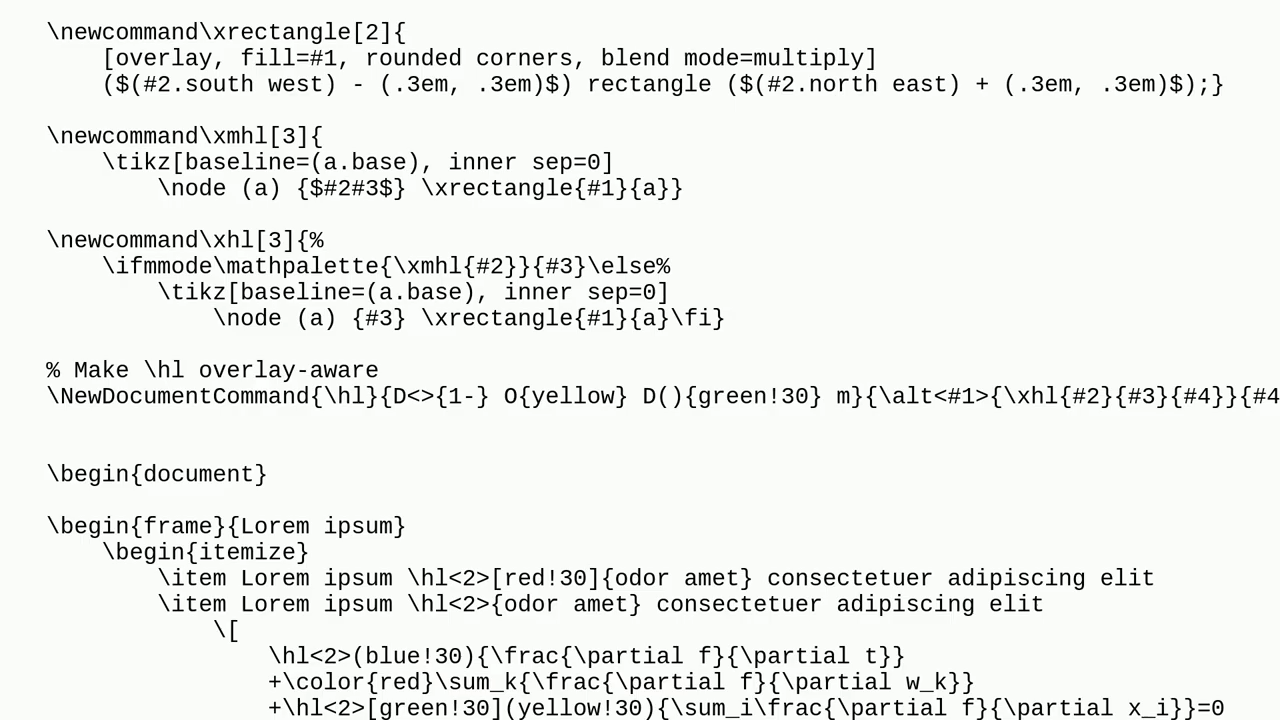 \newcommand\xrectangle[2]{
    [overlay, fill=#1, rounded corners, blend mode=multiply]
    ($(#2.south west) - (.3em, .3em)$) rectangle ($(#2.north east) + (.3em, .3em)$);}

\newcommand\xmhl[3]{
    \tikz[baseline=(a.base), inner sep=0]
        \node (a) {$#2#3$} \xrectangle{#1}{a}}

\newcommand\xhl[3]{%
    \ifmmode\mathpalette{\xmhl{#2}}{#3}\else%
        \tikz[baseline=(a.base), inner sep=0]
            \node (a) {#3} \xrectangle{#1}{a}\fi}

% Make \hl overlay-aware
\NewDocumentCommand{\hl}{D<>{1-} O{yellow} D(){green!30} m}{\alt<#1>{\xhl{#2}{#3}{#4}}{#4

\begin{document}

\begin{frame}{Lorem ipsum}
    \begin{itemize}
        \item Lorem ipsum \hl<2>[red!30]{odor amet} consectetuer adipiscing elit
        \item Lorem ipsum \hl<2>{odor amet} consectetuer adipiscing elit
            \[
                \hl<2>(blue!30){\frac{\partial f}{\partial t}}
                +\color{red}\sum_k{\frac{\partial f}{\partial w_k}}
                +\hl<2>[green!30](yellow!30){\sum_i\frac{\partial f}{\partial x_i}}=0